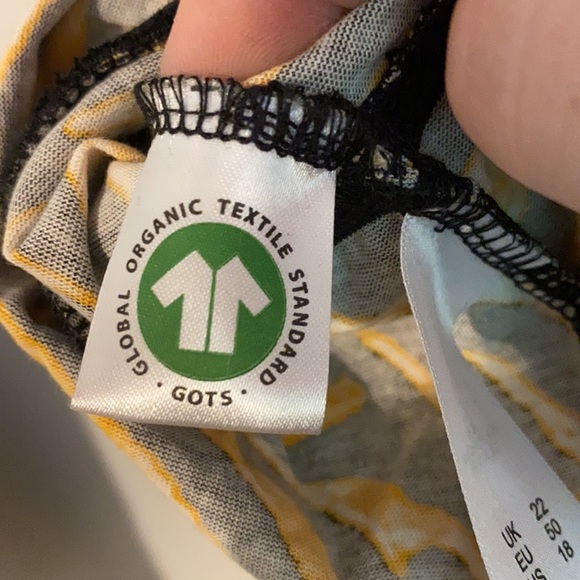 GLOBAL ORGANIC TEXTILE STANDARD
· GOTS ·
UK 22
EU 50
US 18